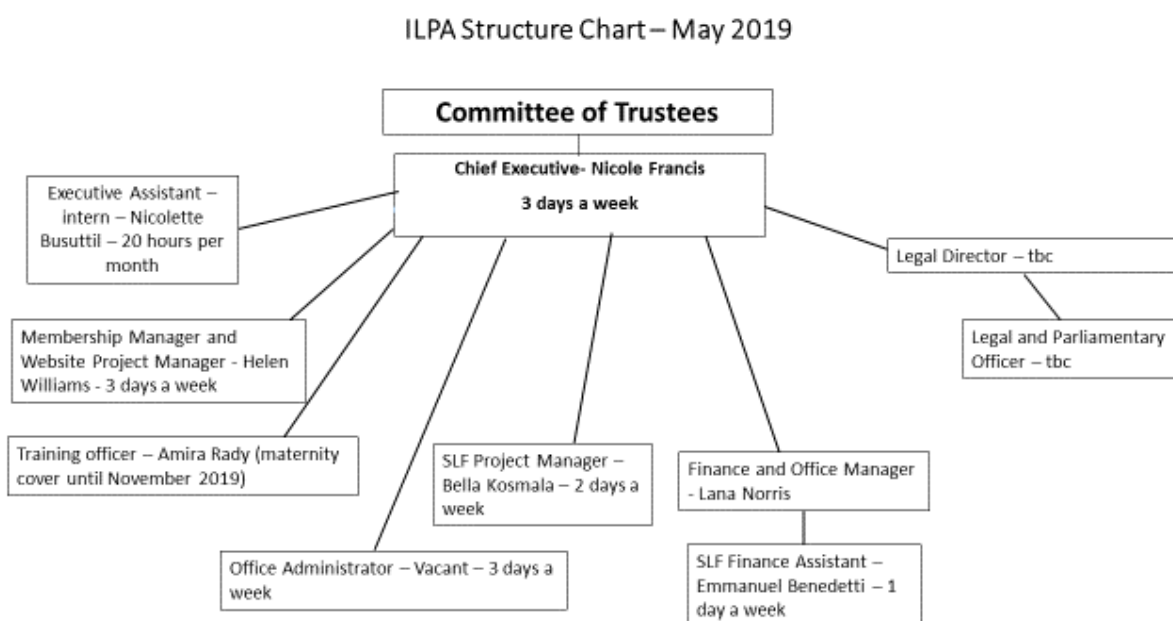 ILPA Structure Chart – May 2019
Committee of Trustees
Chief Executive- Nicole Francis
3 days a week
Executive Assistant –
intern – Nicolette
Busuttil – 20 hours per
month
Legal Director – tbc
Membership Manager and
Website Project Manager - Helen
Williams - 3 days a week
Legal and Parliamentary
Officer – tbc
Training officer – Amira Rady (maternity
cover until November 2019)
SLF Project Manager –
Bella Kosmala – 2 days a
week
Finance and Office Manager
- Lana Norris
Office Administrator – Vacant – 3 days a
week
SLF Finance Assistant –
Emmanuel Benedetti – 1
day a week